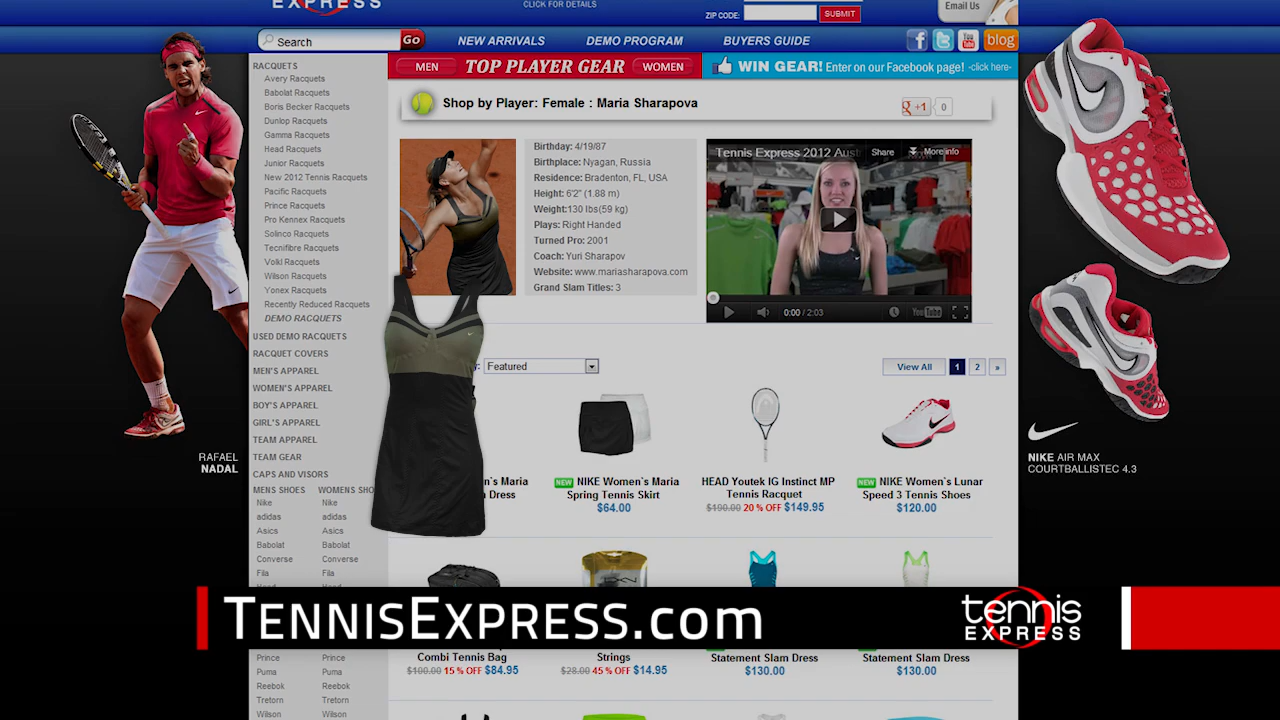 EXPRESS
CLICK FOR DETAILS
ZIP CODE:
SUBMIT
Email Us
Search
Go
NEW ARRIVALS
DEMO PROGRAM
BUYERS GUIDE
f
t
You
Tube
blog
MEN
TOP PLAYER GEAR
WOMEN
WIN GEAR! Enter on our Facebook page! -click here-
Shop by Player: Female : Maria Sharapova
g +1
0
RACQUETS
Avery Racquets
Babolat Racquets
Boris Becker Racquets
Dunlop Racquets
Gamma Racquets
Head Racquets
Junior Racquets
New 2012 Tennis Racquets
Pacific Racquets
Prince Racquets
Pro Kennex Racquets
Solinco Racquets
Tecnifibre Racquets
Volkl Racquets
Wilson Racquets
Yonex Racquets
Recently Reduced Racquets
DEMO RACQUETS
USED DEMO RACQUETS
RACQUET COVERS
MEN'S APPAREL
WOMEN'S APPAREL
BOY'S APPAREL
GIRL'S APPAREL
TEAM APPAREL
TEAM GEAR
CAPS AND VISORS
MENS SHOES WOMENS SHO
Nike Nike
adidas adidas
Asics Asics
Babolat Babolat
Converse Converse
Fila Fila
Prince Prince
Puma Puma
Reebok Reebok
Tretorn Tretorn
Wilson Wilson
Birthday: 4/19/87
Birthplace: Nyagan, Russia
Residence: Bradenton, FL, USA
Height: 6'2" (1.88 m)
Weight:130 lbs(59 kg)
Plays: Right Handed
Turned Pro: 2001
Coach: Yuri Sharapov
Website: www.mariasharapova.com
Grand Slam Titles: 3
Tennis Express 2012 Aust
Share
More info
0:00 / 2:03
YouTube
Featured
View All
1
2
»
n's Maria
Dress
NEW NIKE Women`s Maria
Spring Tennis Skirt
$64.00
HEAD Youtek IG Instinct MP
Tennis Racquet
$190.00 20 % OFF $149.95
NEW NIKE Women`s Lunar
Speed 3 Tennis Shoes
$120.00
RAFAEL
NADAL
NIKE AIR MAX
COURTBALLISTEC 4.3
TENNISEXPRESS.com
tennis
EXPRESS
Combi Tennis Bag
$100.00 15 % OFF $84.95
Strings
$28.00 45 % OFF $14.95
Statement Slam Dress
$130.00
Statement Slam Dress
$130.00